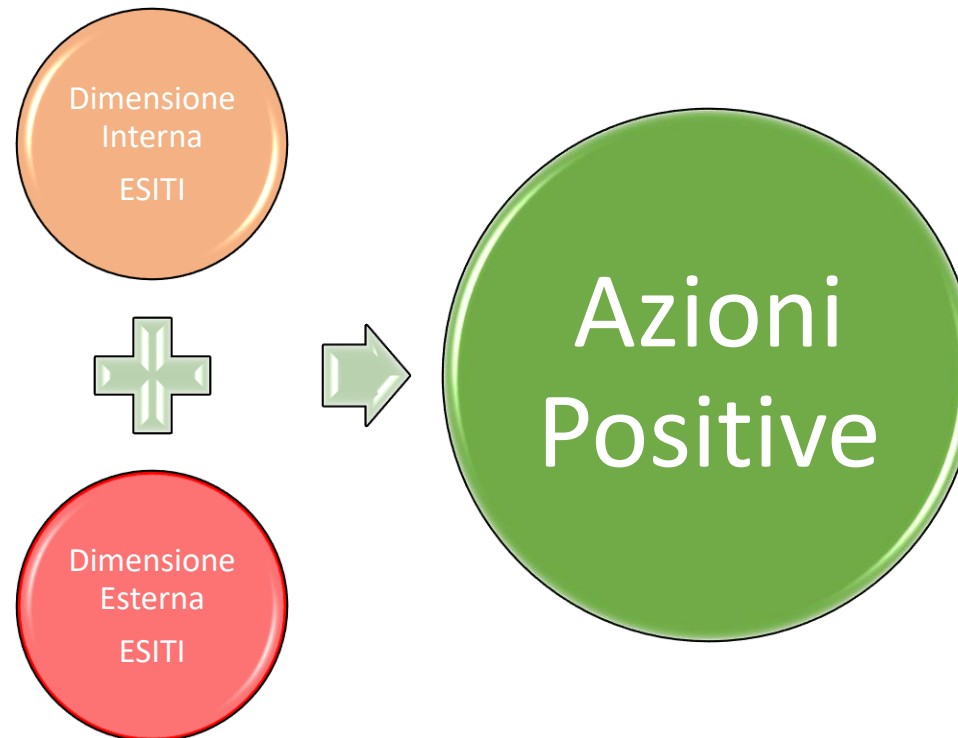 Dimensione
Interna
ESITI
Dimensione
Esterna
ESITI
Azioni
Positive